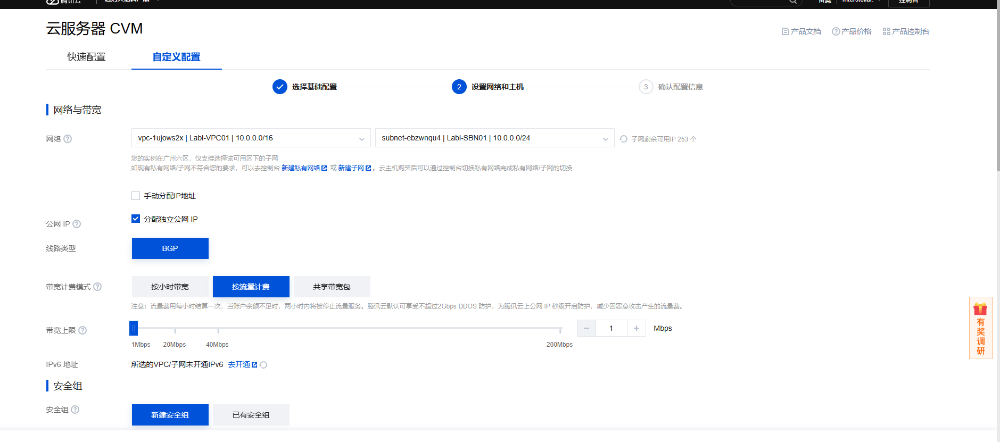 云服务器 CVM
产品文档 产品价格 产品控制台
快速配置 自定义配置
选择基础配置 2 设置网络和主机 3 确认配置信息
网络与带宽
网络 vpc-1ujows2x | Labl-VPC01 | 10.0.0.0/16 subnet-ebzwnqu4 | Labl-SBN01 | 10.0.0.0/24 子网剩余可用IP 253 个
您的实例在广州六区，仅支持选择该可用区下的子网
如现有私有网络/子网不符合您的要求，可以去控制台 新建私有网络 或 新建子网 。云主机购买后可以通过控制台切换私有网络完成私有网络/子网的切换
手动分配IP地址
公网 IP 分配独立公网 IP
线路类型 BGP
带宽计费模式 按小时带宽 按流量计费 共享带宽包
注意：流量费用每小时结算一次，当账户余额不足时，两小时内将被停止流量服务。腾讯云默认可享受不超过2Gbps DDOS 防护，为腾讯云上公网 IP 秒级开启防护，减少因恶意攻击产生的流量费。
带宽上限 1 Mbps
1Mbps 20Mbps 40Mbps 200Mbps
IPv6 地址 所选的VPC/子网未开通IPv6 去开通
安全组
安全组 新建安全组 已有安全组
有奖调研